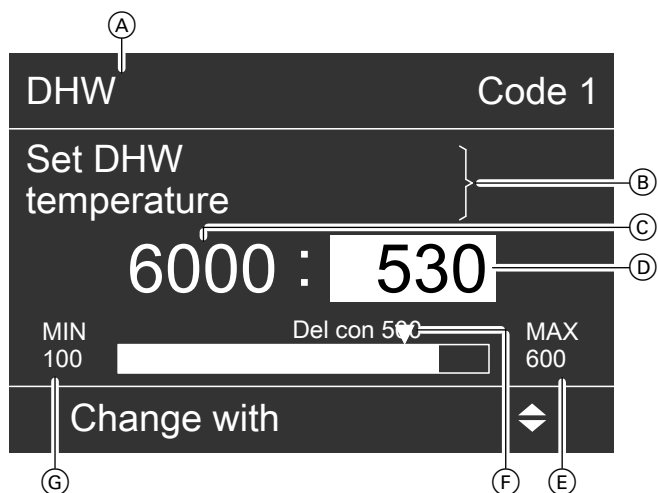 A
DHW Code 1
Set DHW
temperature
B
C
6000 : 530
D
Del con 500
MIN MAX
100 600
Change with
G F E